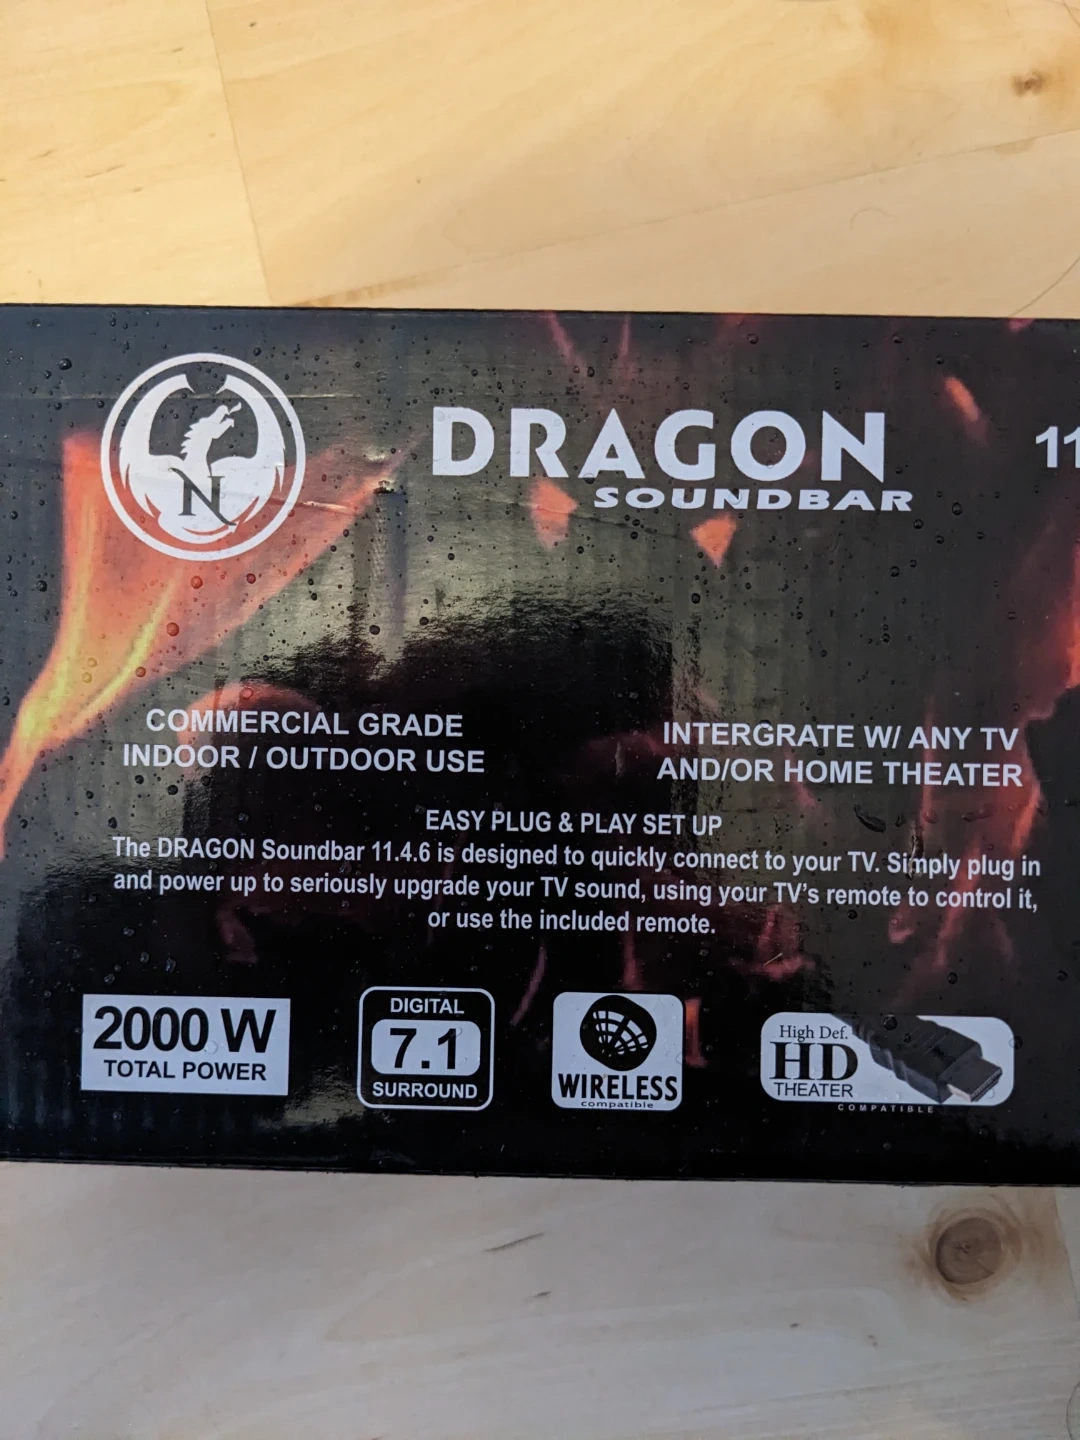 N
DRAGON
SOUNDBAR
11
COMMERCIAL GRADE
INDOOR / OUTDOOR USE
INTERGRATE W/ ANY TV
AND/OR HOME THEATER
EASY PLUG & PLAY SET UP
The DRAGON Soundbar 11.4.6 is designed to quickly connect to your TV. Simply plug in
and power up to seriously upgrade your TV sound, using your TV's remote to control it,
or use the included remote.
2000 W
TOTAL POWER
DIGITAL
7.1
SURROUND
WIRELESS
compatible
High Def.
HD
THEATER
COMPATIBLE